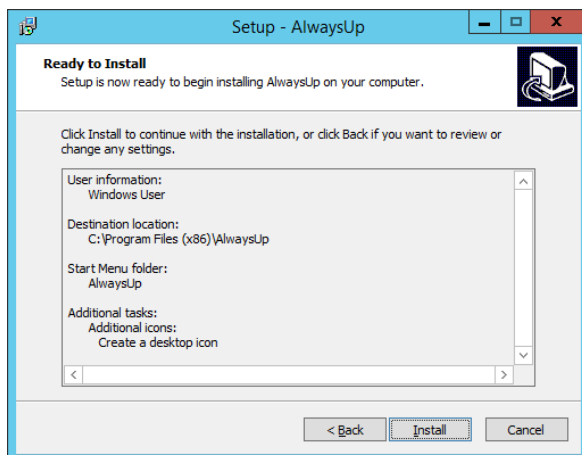 Setup - AlwaysUp
Ready to Install
Setup is now ready to begin installing AlwaysUp on your computer.
Click Install to continue with the installation, or click Back if you want to review or
change any settings.
User information:
Windows User
Destination location:
C:\Program Files (x86)\AlwaysUp
Start Menu folder:
AlwaysUp
Additional tasks:
Additional icons:
Create a desktop icon
< Back
Install
Cancel